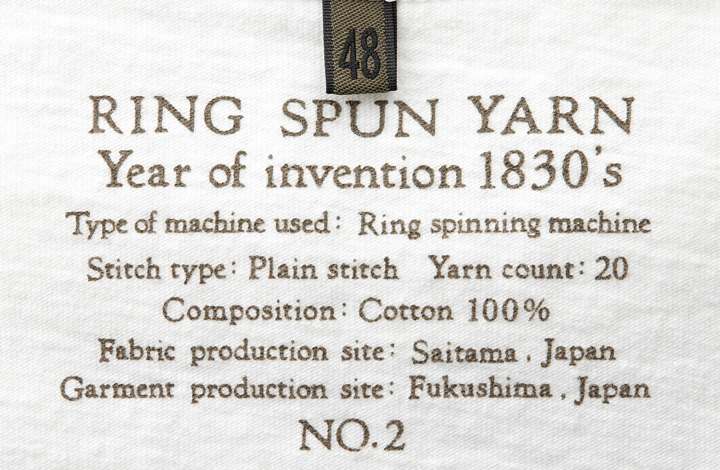 48
RING SPUN YARN
Year of invention 1830's
Type of machine used: Ring spinning machine
Stitch type: Plain stitch Yarn count: 20
Composition: Cotton 100%
Fabric production site: Saitama, Japan
Garment production site: Fukushima, Japan
NO.2